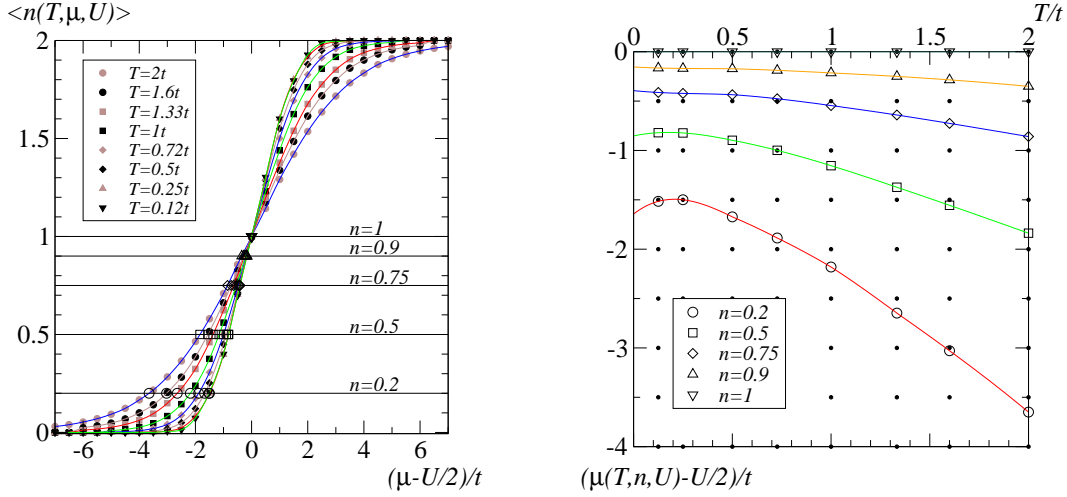 <n(T,μ,U)>
2
1.5
1
0.5
0
T=2t
T=1.6t
T=1.33t
T=1t
T=0.72t
T=0.5t
T=0.25t
T=0.12t
n=1
n=0.9
n=0.75
n=0.5
n=0.2
-6 -4 -2 0 2 4 6
(μ-U/2)/t
T/t
0 0.5 1 1.5 2
0
-1
-2
-3
-4
n=0.2
n=0.5
n=0.75
n=0.9
n=1
(μ(T,n,U)-U/2)/t